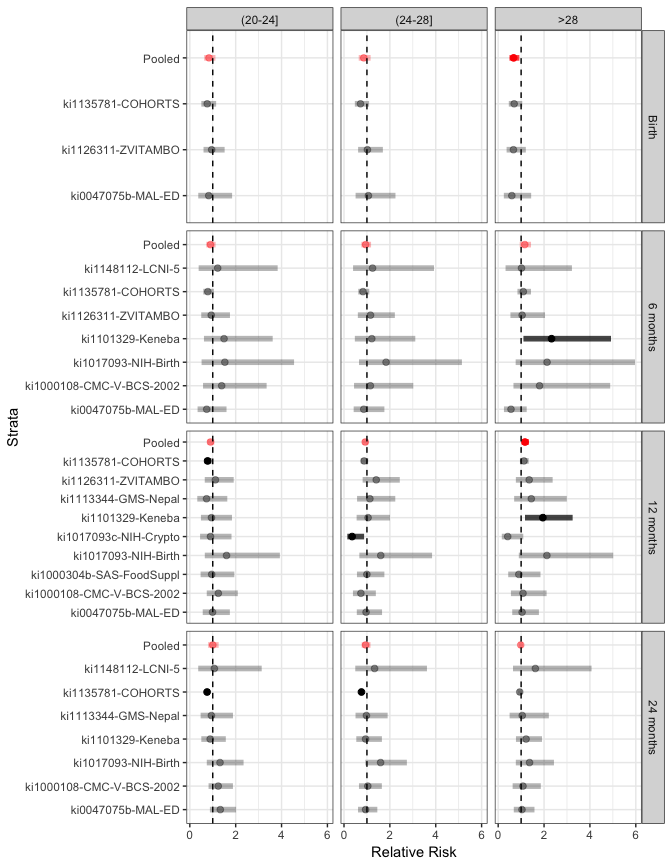 (20-24]
(24-28]
>28
Strata
Pooled
ki1135781-COHORTS
ki1126311-ZVITAMBO
ki0047075b-MAL-ED
Birth
Pooled
ki1148112-LCNI-5
ki1135781-COHORTS
ki1126311-ZVITAMBO
ki1101329-Keneba
ki1017093-NIH-Birth
ki1000108-CMC-V-BCS-2002
ki0047075b-MAL-ED
6 months
Pooled
ki1135781-COHORTS
ki1126311-ZVITAMBO
ki1113344-GMS-Nepal
ki1101329-Keneba
ki1017093c-NIH-Crypto
ki1017093-NIH-Birth
ki1000304b-SAS-FoodSuppl
ki1000108-CMC-V-BCS-2002
ki0047075b-MAL-ED
12 months
Pooled
ki1148112-LCNI-5
ki1135781-COHORTS
ki1113344-GMS-Nepal
ki1101329-Keneba
ki1017093-NIH-Birth
ki1000108-CMC-V-BCS-2002
ki0047075b-MAL-ED
24 months
0 2 4 6
0 2 4 6
0 2 4 6
Relative Risk